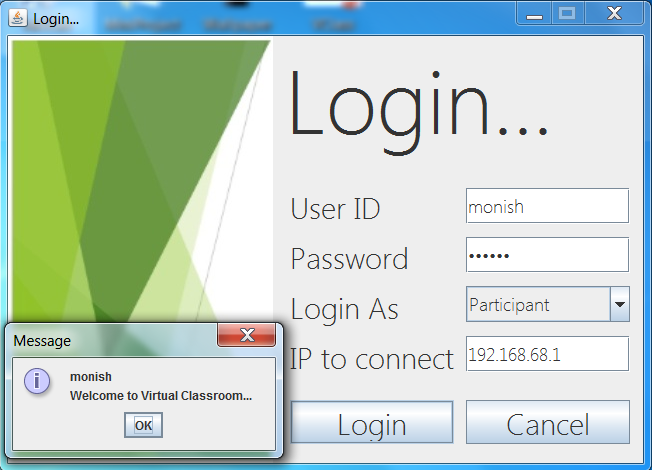 Login...
Login...
User ID
monish
Password
••••••
Login As
Participant
IP to connect
192.168.68.1
Login
Cancel
Message
monish
Welcome to Virtual Classroom...
OK